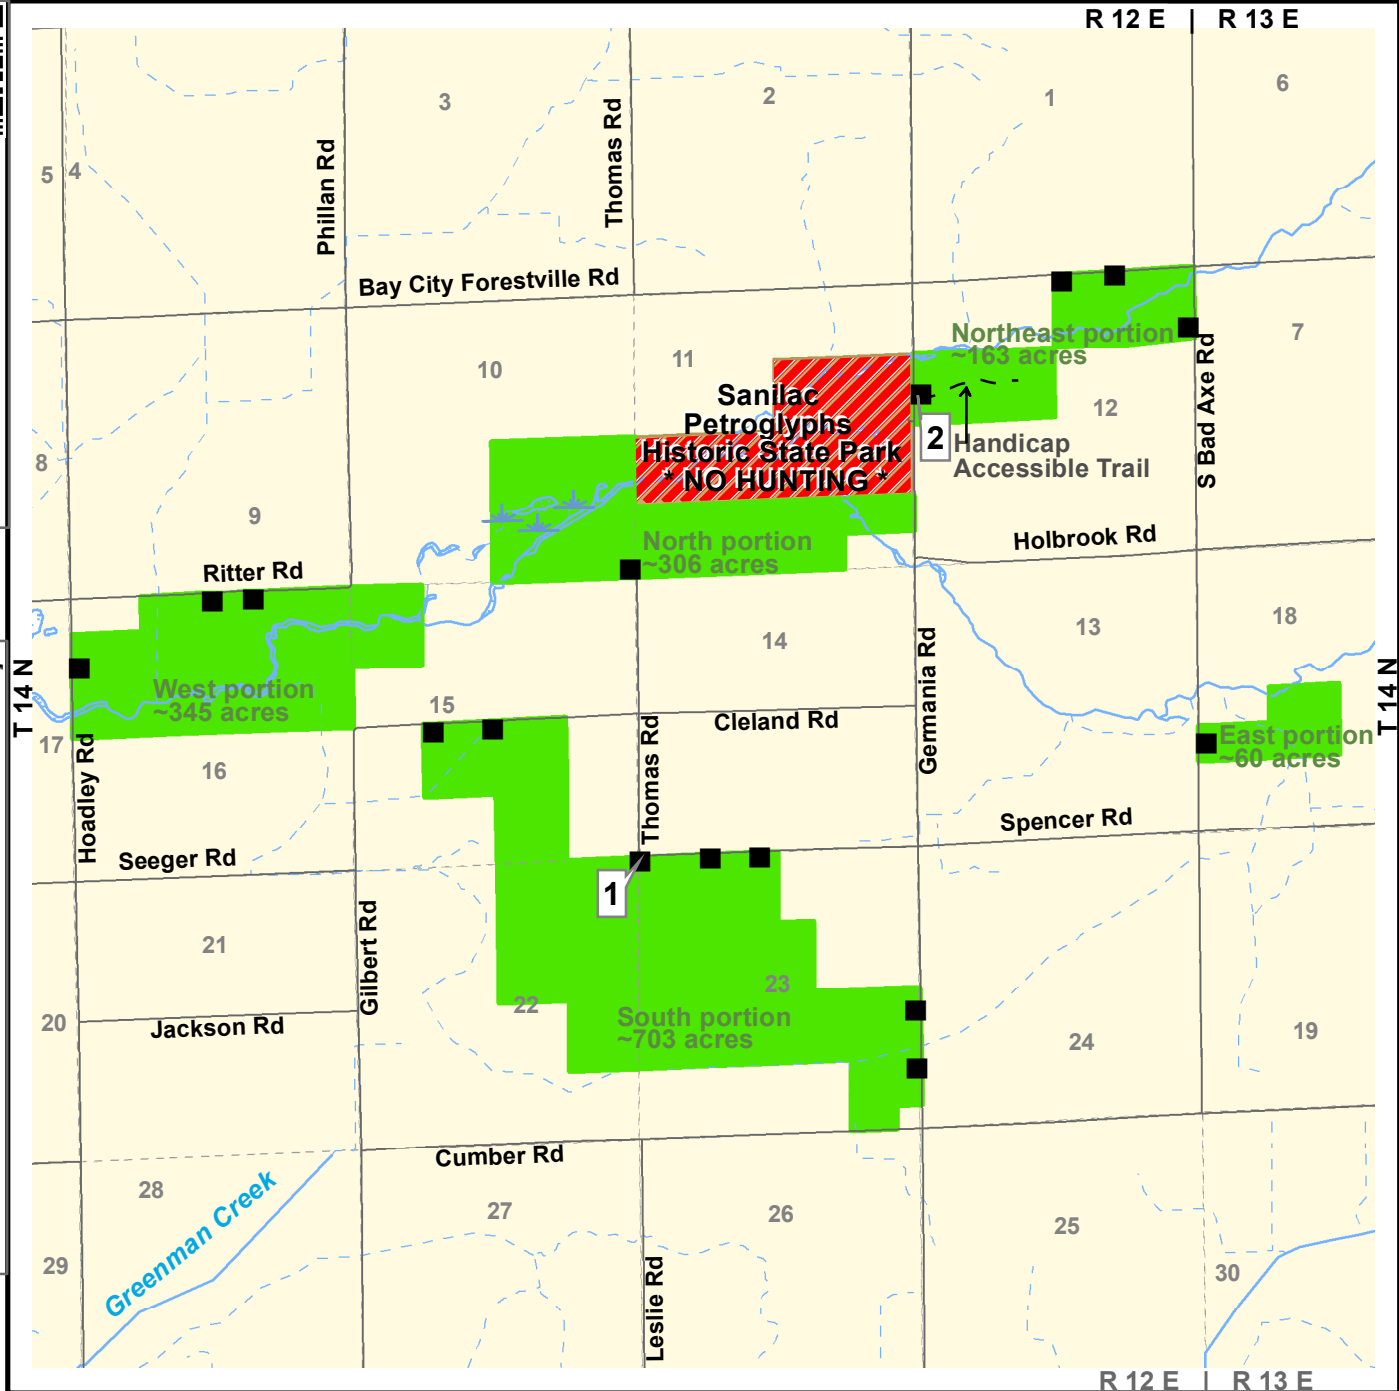 R 12 E | R 13 E
6
3
2
1
Thomas Rd
Phillan Rd
5
4
Bay City Forestville Rd
7
Northeast portion
~163 acres
S Bad Axe Rd
10
11
Sanilac
Petroglyphs
Historic State Park
* NO HUNTING *
12
2
Handicap
Accessible Trail
8
9
North portion
~306 acres
Holbrook Rd
Ritter Rd
14
13
18
T 14 N
T 14 N
West portion
~345 acres
15
Cleland Rd
Thomas Rd
Germania Rd
East portion
~60 acres
17
16
Hoadley Rd
Seeger Rd
Spencer Rd
1
21
Gilbert Rd
22
23
20
Jackson Rd
South portion
~703 acres
24
19
Cumber Rd
28
Greenman Creek
27
26
25
29
30
Leslie Rd
R 12 E | R 13 E